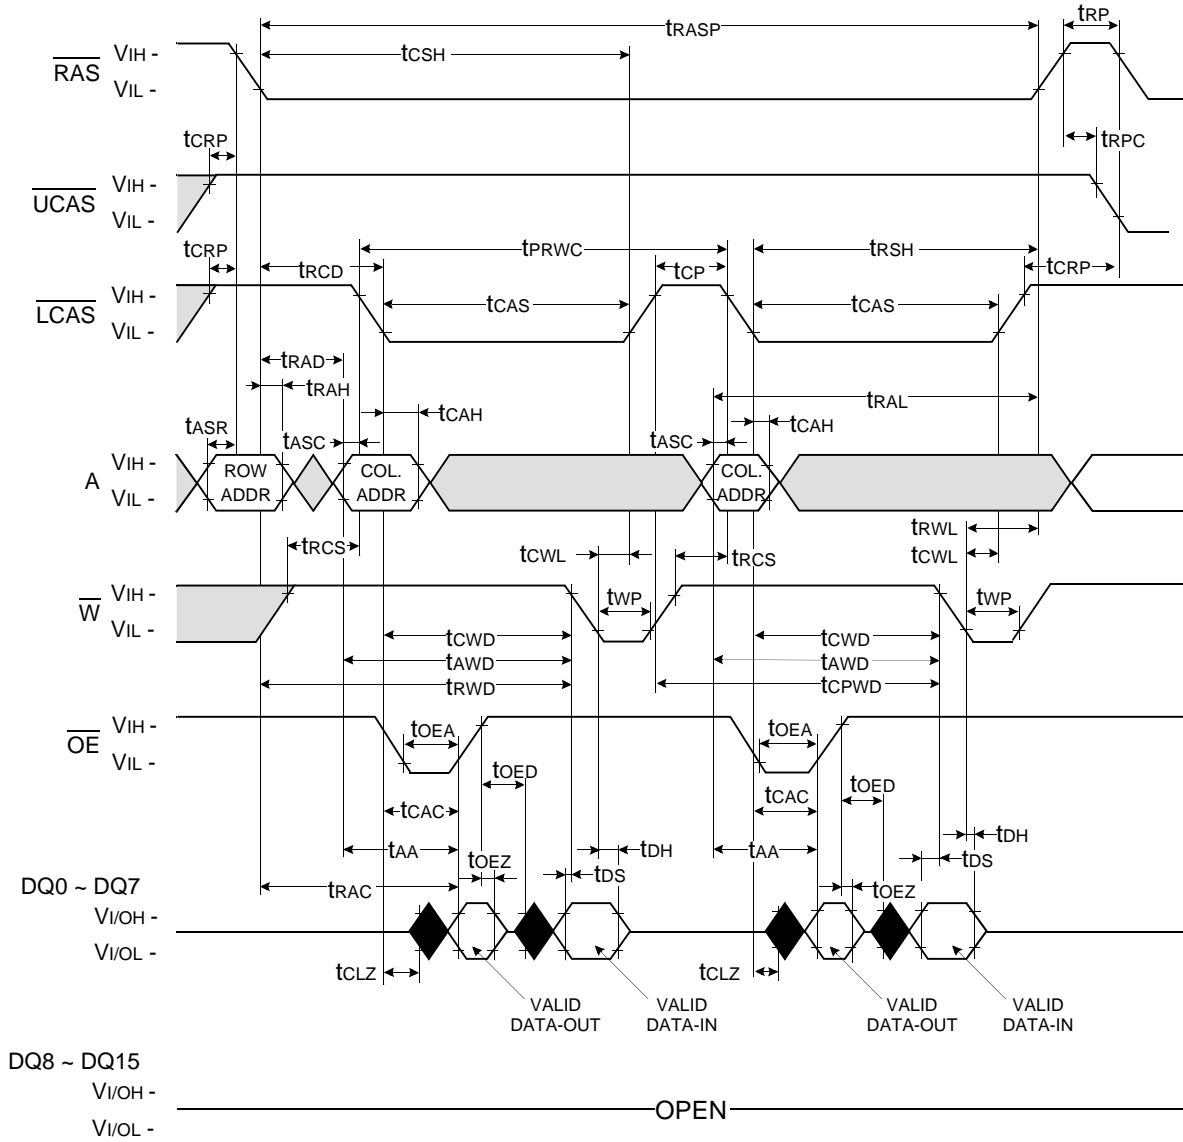 tRASP
tRP
tCSH
RAS
VIH -
VIL -
tCRP
tRPC
UCAS
VIH -
VIL -
tCRP
tPRWC
tRSH
tRCD
tCP
tCRP
LCAS
VIH -
VIL -
tCAS
tCAS
tRAD
tRAH
tRAL
tASR
tCAH
tCAH
tASC
tASC
A
VIH -
VIL -
ROW
ADDR
COL.
ADDR
COL.
ADDR
tRWL
tRCS
tCWL
tRCS
tCWL
W
VIH -
VIL -
tWP
tWP
tCWD
tCWD
tAWD
tAWD
tRWD
tCPWD
OE
VIH -
VIL -
tOEA
tOEA
tOED
tOED
tCAC
tCAC
tDH
tDH
tAA
tAA
tOEZ
tDS
tDS
tRAC
tOEZ
DQ0 ~ DQ7
VI/OH -
VI/OL -
tCLZ
tCLZ
VALID
DATA-OUT
VALID
DATA-IN
VALID
DATA-OUT
VALID
DATA-IN
DQ8 ~ DQ15
VI/OH -
VI/OL -
OPEN